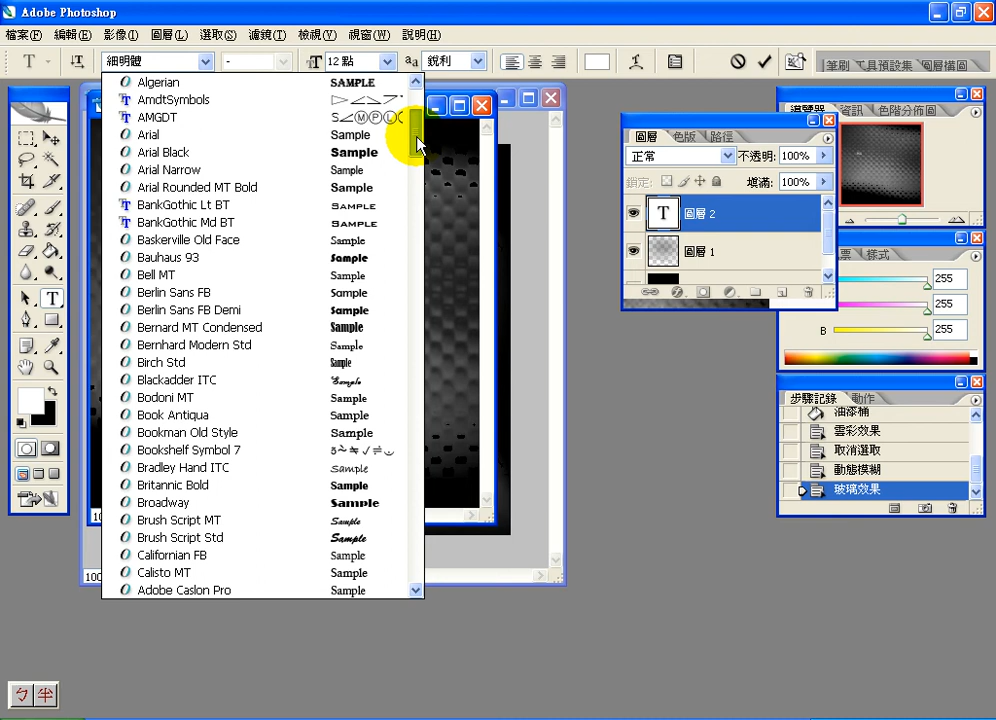 Adobe Photoshop
檔案(F) 編輯(E) 影像(I) 圖層(L) 選取(S) 濾鏡(T) 檢視(V) 視窗(W) 說明(H)
T 細明體 - 12 點 aa 銳利 筆刷 工具預設集 圖層構圖
Algerian SAMPLE
AmdtSymbols
AMGDT
Arial Sample
Arial Black Sample
Arial Narrow Sample
Arial Rounded MT Bold Sample
BankGothic Lt BT SAMPLE
BankGothic Md BT SAMPLE
Baskerville Old Face Sample
Bauhaus 93 Sample
Bell MT Sample
Berlin Sans FB Sample
Berlin Sans FB Demi Sample
Bernard MT Condensed Sample
Bernhard Modern Std Sample
Birch Std Sample
Blackadder ITC Sample
Bodoni MT Sample
Book Antiqua Sample
Bookman Old Style Sample
Bookshelf Symbol 7
Bradley Hand ITC Sample
Britannic Bold Sample
Broadway Sample
Brush Script MT Sample
Brush Script Std Sample
Californian FB Sample
Calisto MT Sample
Adobe Caslon Pro Sample
圖層 色版 路徑
正常 不透明: 100%
鎖定: 填滿: 100%
T 圖層 2
圖層 1
導覽器 資訊 色階分佈圖
票 樣式
255
255
B 255
步驟記錄 動作
油漆桶
雲彩效果
取消選取
動態模糊
玻璃效果
ㄅ 半